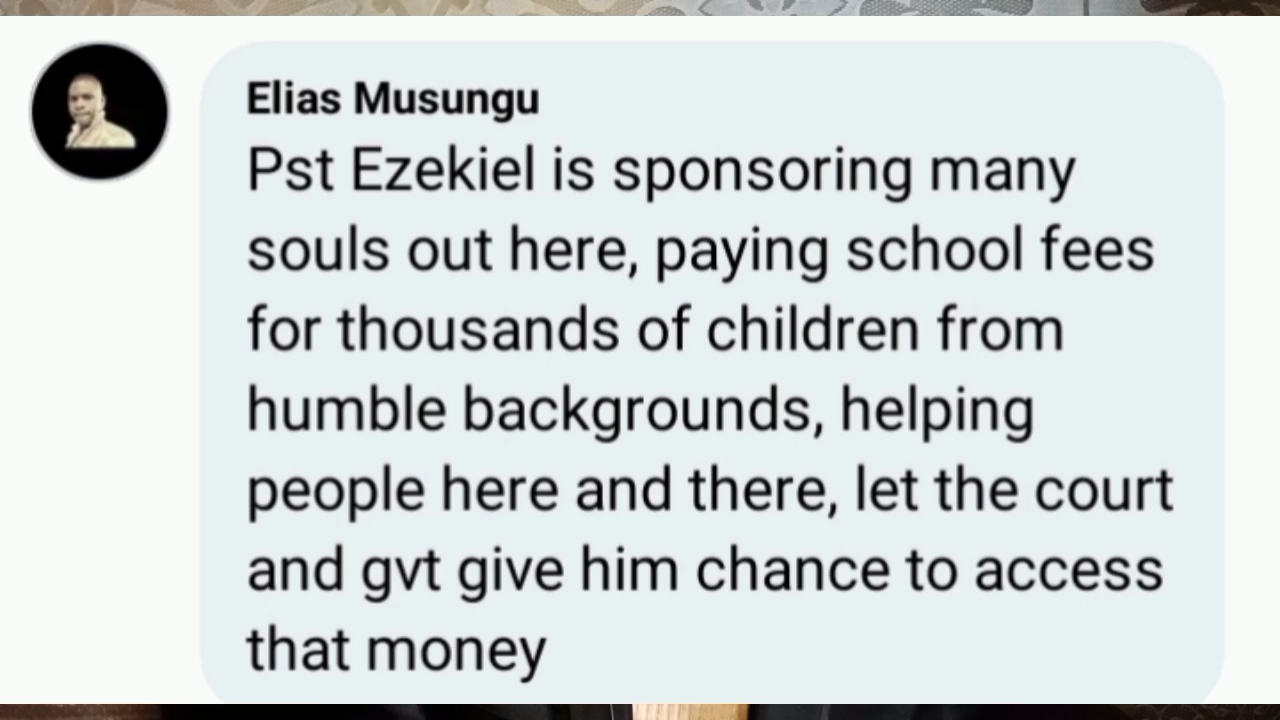 Elias Musungu
Pst Ezekiel is sponsoring many
souls out here, paying school fees
for thousands of children from
humble backgrounds, helping
people here and there, let the court
and gvt give him chance to access
that money